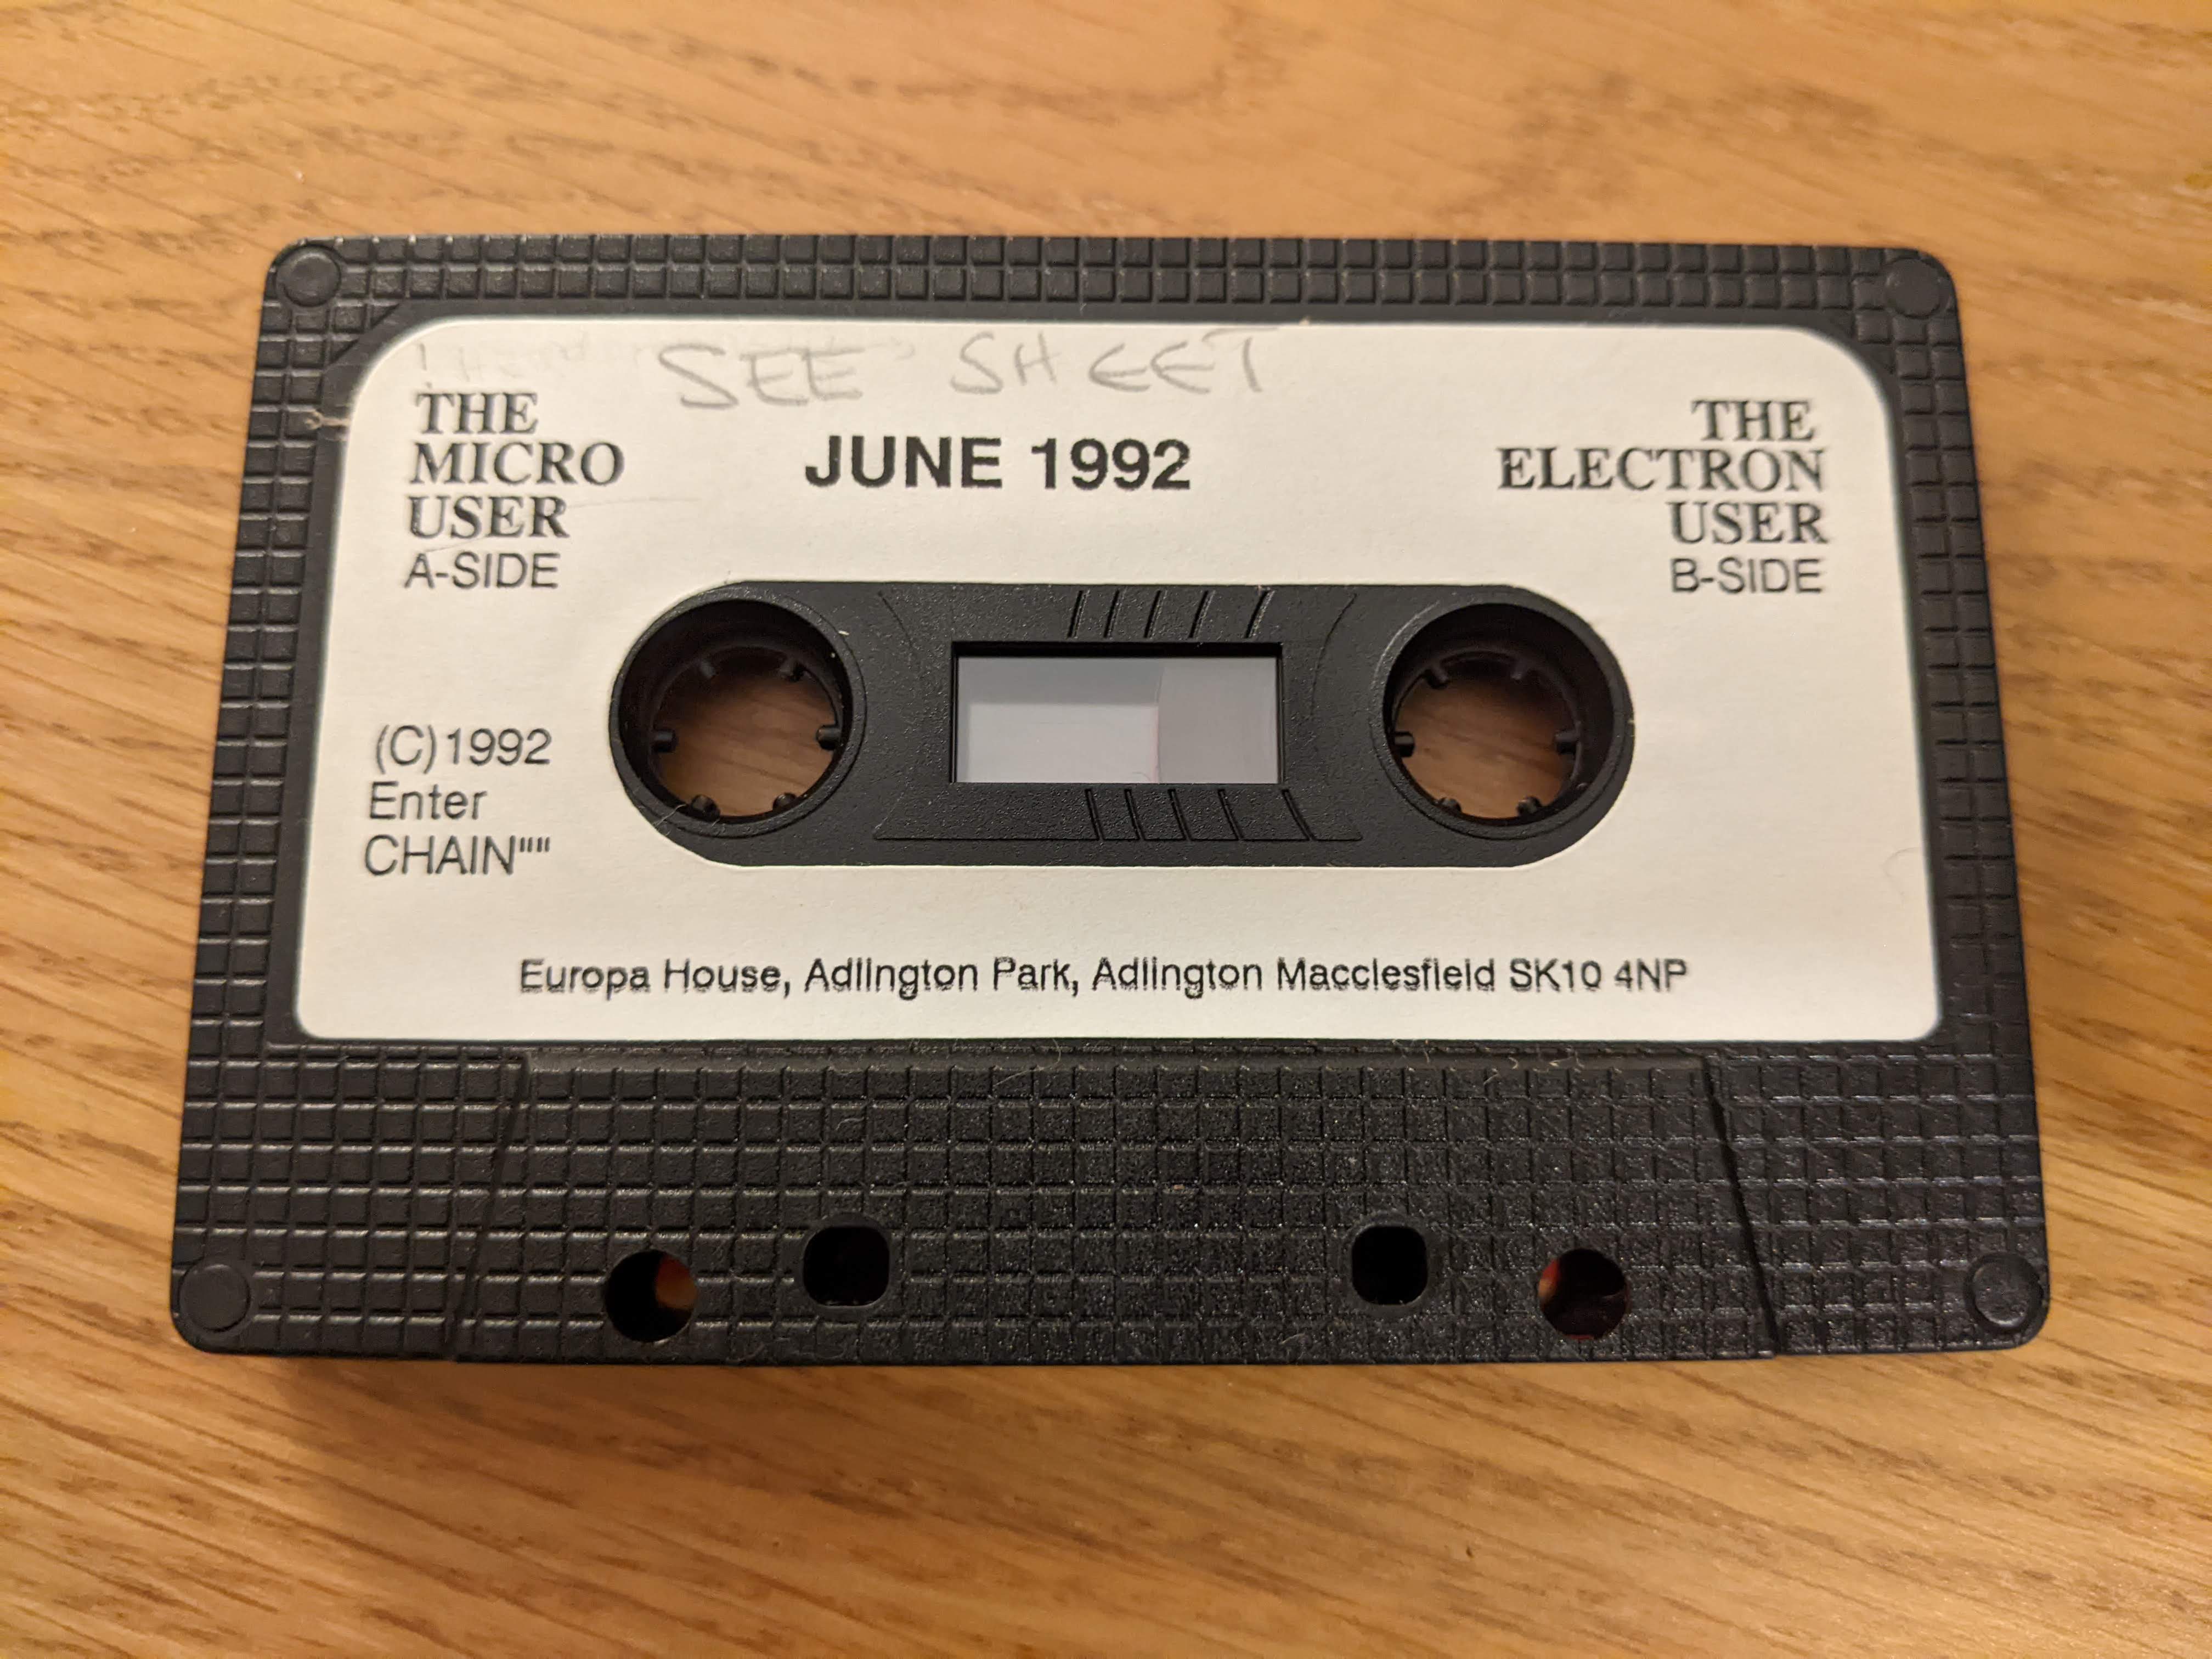 SEE SHEET
THE
MICRO
USER
A-SIDE
JUNE 1992
THE
ELECTRON
USER
B-SIDE
(C)1992
Enter
CHAIN""
Europa House, Adlington Park, Adlington Macclesfield SK10 4NP